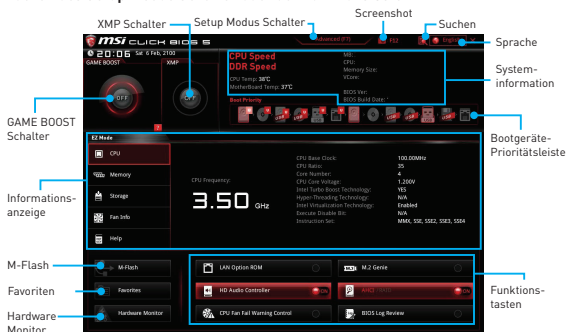 XMP Schalter
Setup Modus Schalter
Screenshot
Suchen
Sprache
System-
information
Bootgeräte-
Prioritätsleiste
GAME BOOST
Schalter
Informations-
anzeige
M-Flash
Favoriten
Hardware
Monitor
Funktions-
tasten
msi CLICK BIOS 5
Advanced (F7)
F12
English
20:06 Sat 6 Feb, 2100
GAME BOOST
XMP
OFF
OFF
CPU Speed
DDR Speed
CPU Temp: 38°C
MotherBoard Temp: 37°C
MB:
CPU:
Memory Size:
VCore:
BIOS Ver:
BIOS Build Date:
Boot Priority
EZ Mode
CPU
Memory
Storage
Fan Info
Help
CPU Frequency:
3.50 GHz
CPU Base Clock: 100.00MHz
CPU Ratio: 35
Core Number: 4
CPU Core Voltage: 1.200V
Intel Turbo Boost Technology: YES
Hyper-Threading Technology: N/A
Intel Virtualization Technology: Enabled
Execute Disable Bit: N/A
Instruction Set: MMX, SSE, SSE2, SSE3, SSE4
M-Flash
Favorites
Hardware Monitor
LAN Option ROM
M.2 Genie
HD Audio Controller ON
AHCI / RAID ON
CPU Fan Fail Warning Control
BIOS Log Review